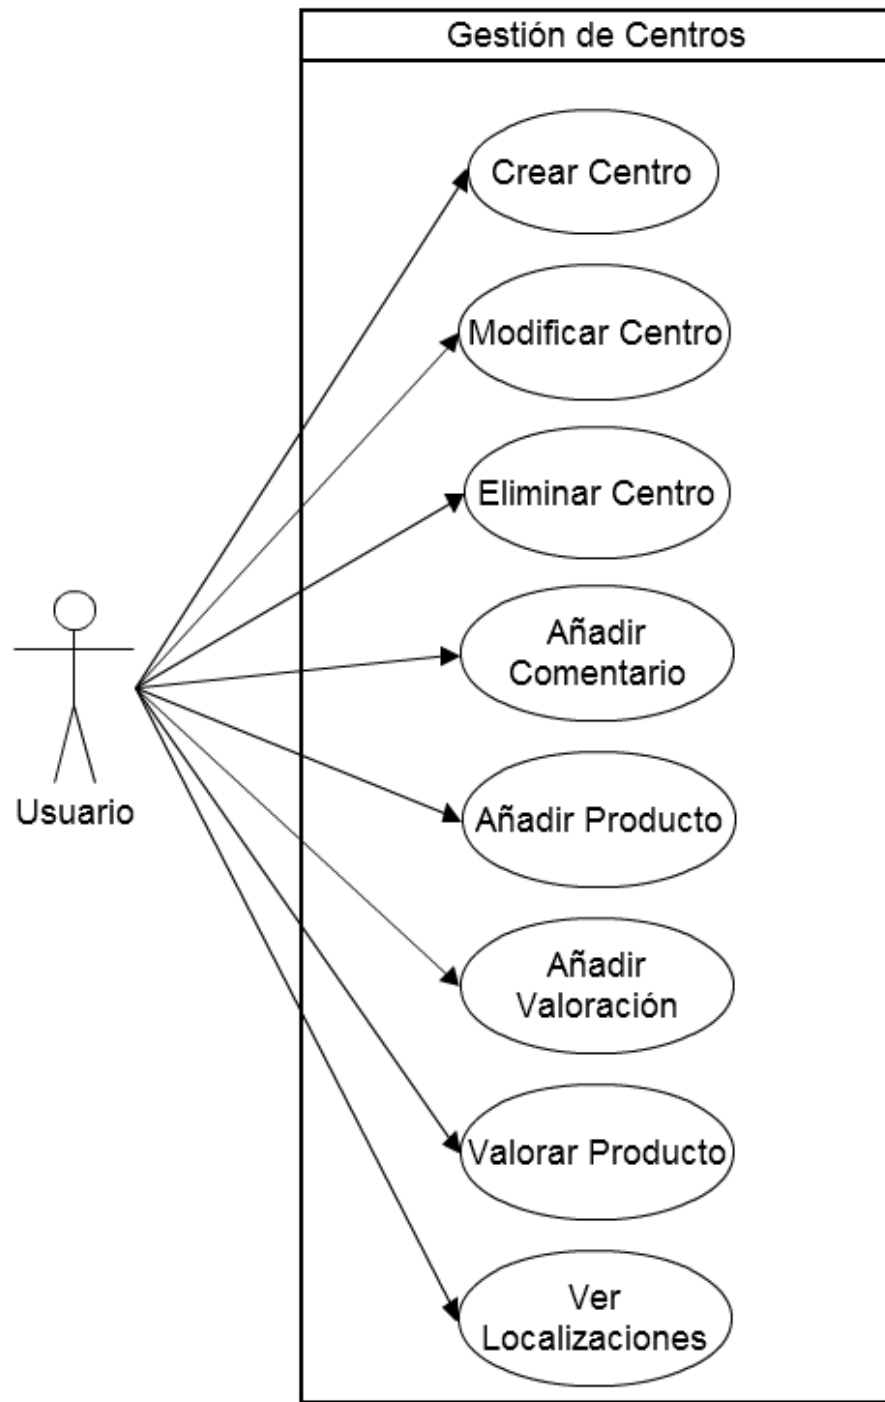 Gestión de Centros
Crear Centro
Modificar Centro
Eliminar Centro
Añadir
Comentario
Usuario
Añadir Producto
Añadir
Valoración
Valorar Producto
Ver
Localizaciones